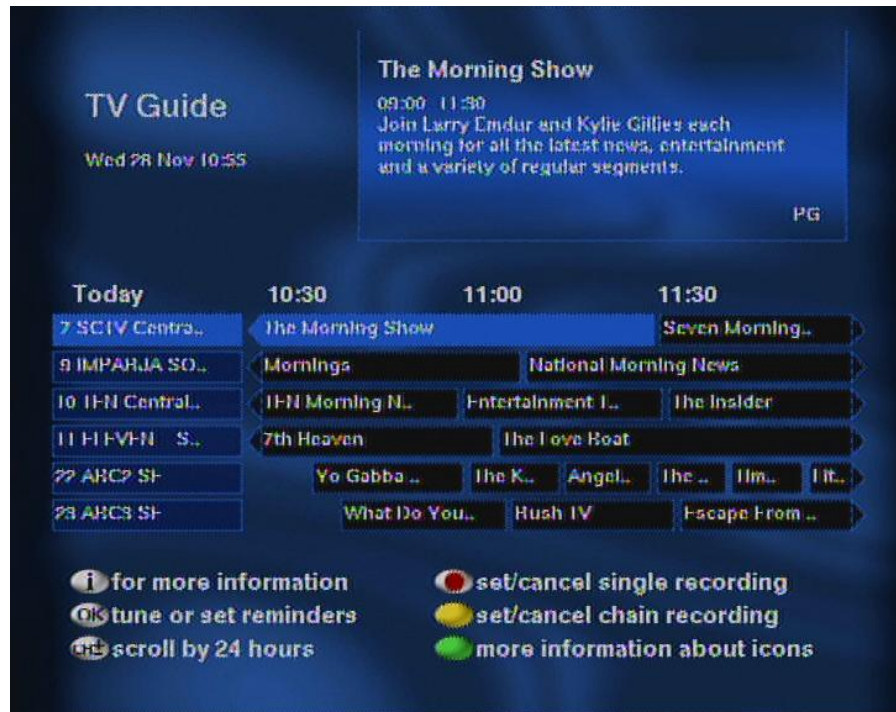 The Morning Show
TV Guide
09:00 11:30
Join Larry Emdur and Kylie Gillies each
morning for all the latest news, entertainment
and a variety of regular segments.
Wed 28 Nov 10:55
PG
Today 10:30 11:00 11:30
7 SCTV Centra.. The Morning Show Seven Morning..
9 IMPARJA SO.. Mornings National Morning News
10 TEN Central.. TEN Morning N.. Entertainment T.. The Insider
11 ELEVEN S.. 7th Heaven The Love Boat
22 ABC2 SF Yo Gabba .. The K.. Angel.. The ..
23 ABC3 SF What Do You.. Rush TV Escape From ..
i for more information
set/cancel single recording
OK tune or set reminders
set/cancel chain recording
CH± scroll by 24 hours
more information about icons